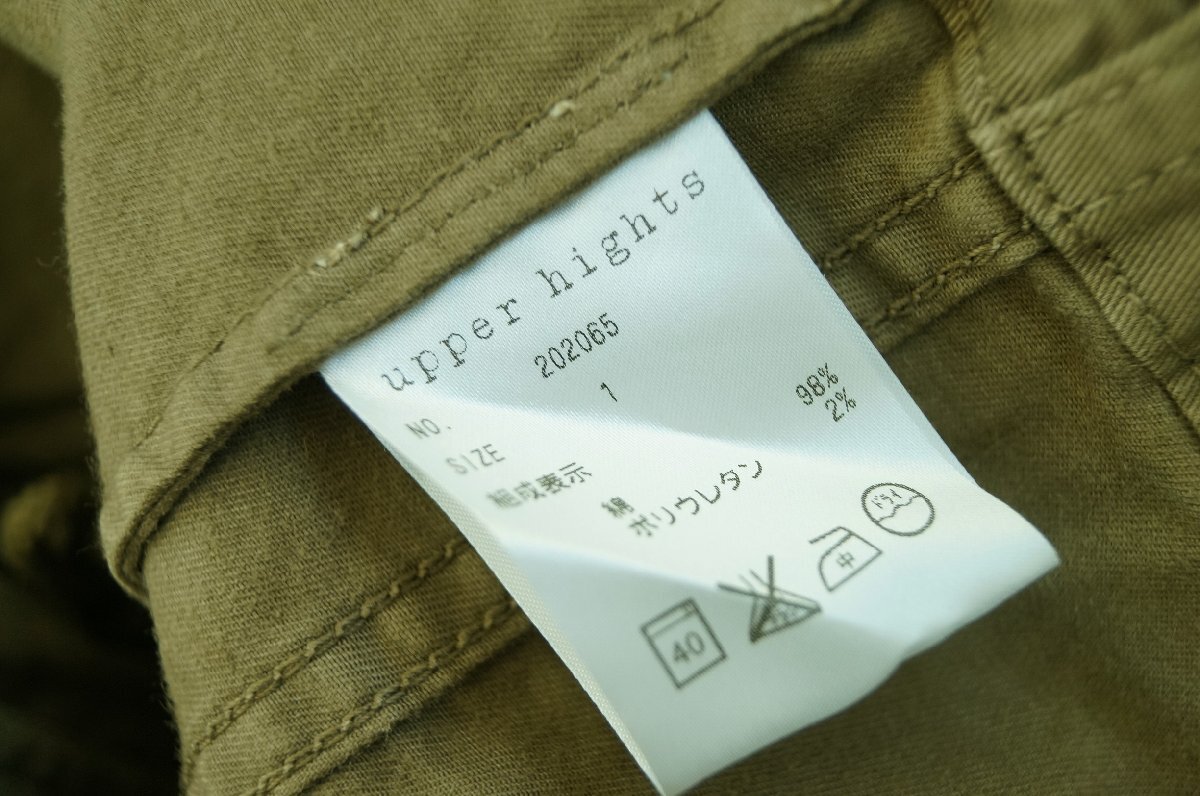 upper hights
NO. 202065
SIZE 1
組成表示
綿 98%
ポリウレタン 2%
40
中
ドライ